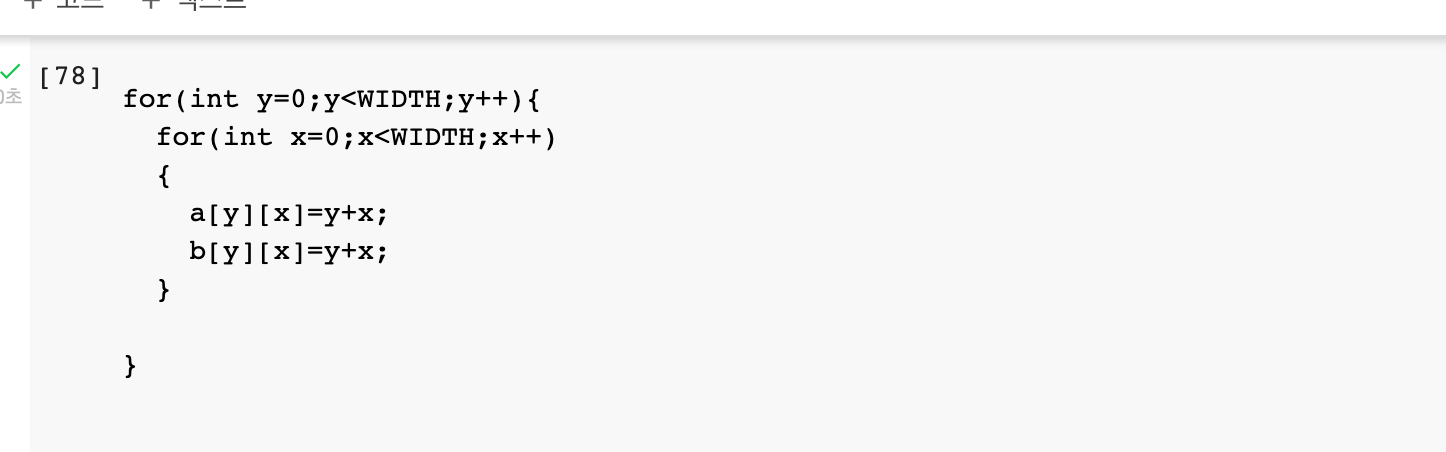 [78]
for(int y=0;y<WIDTH;y++){
for(int x=0;x<WIDTH;x++)
{
a[y][x]=y+x;
b[y][x]=y+x;
}
}